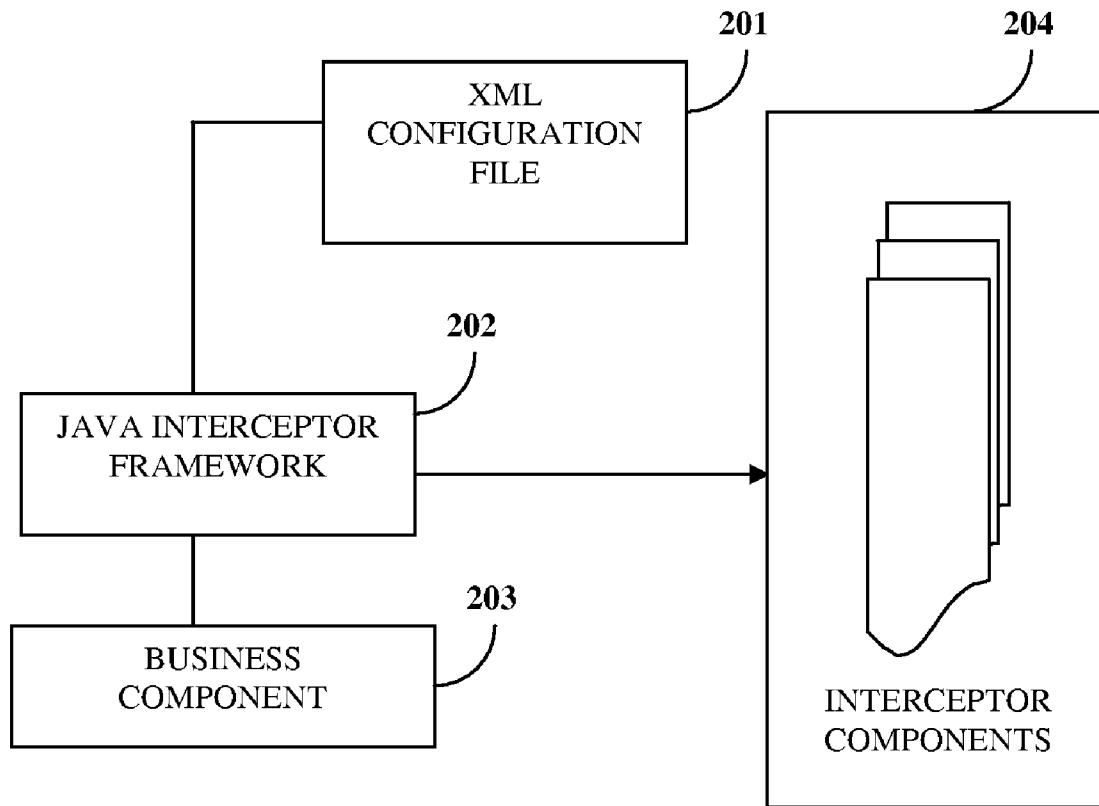 201
204
XML
CONFIGURATION
FILE
202
JAVA INTERCEPTOR
FRAMEWORK
203
BUSINESS
COMPONENT
INTERCEPTOR
COMPONENTS